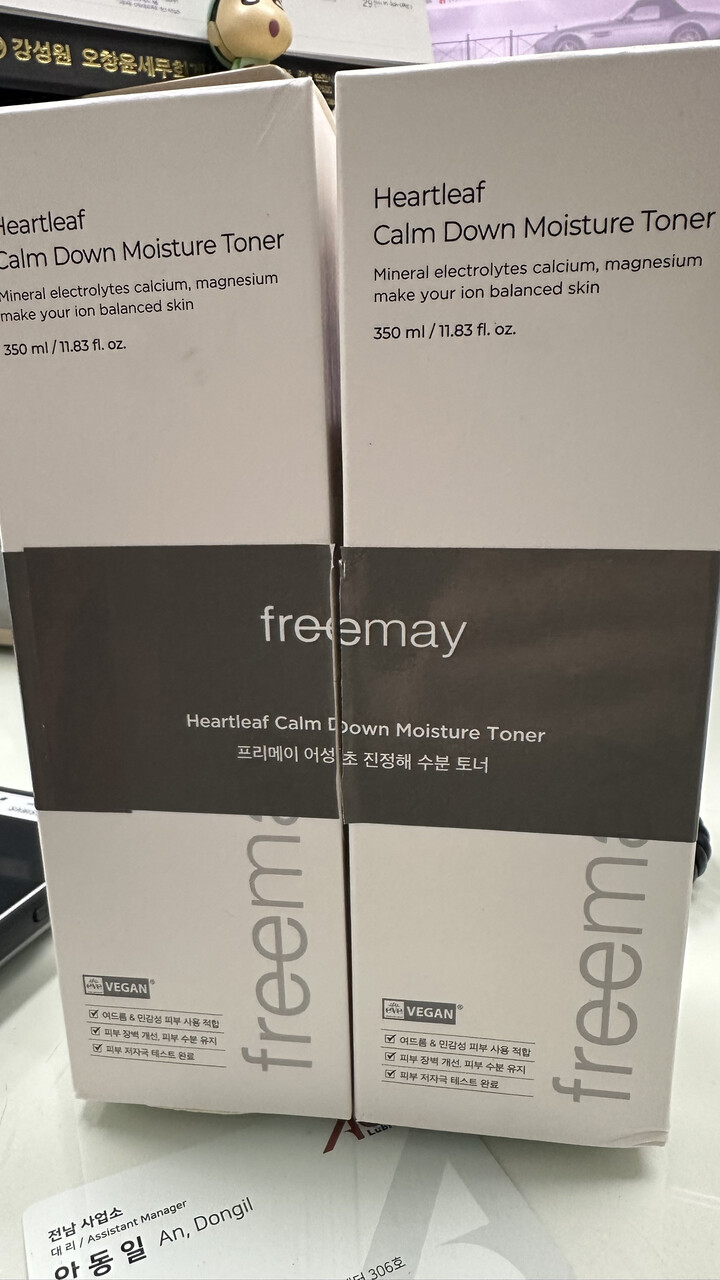 강성원 오창윤세무회계
Heartleaf
Calm Down Moisture Toner
Mineral electrolytes calcium, magnesium
make your ion balanced skin
350 ml / 11.83 fl. oz.
Heartleaf
Calm Down Moisture Toner
Mineral electrolytes calcium, magnesium
make your ion balanced skin
350 ml / 11.83 fl. oz.
freemay
Heartleaf Calm Down Moisture Toner
프리메이 어성초 진정해 수분 토너
freema
VEGAN
여드름 & 민감성 피부 사용 적합
피부 장벽 개선, 피부 수분 유지
피부 저자극 테스트 완료
freema
VEGAN
여드름 & 민감성 피부 사용 적합
피부 장벽 개선, 피부 수분 유지
피부 저자극 테스트 완료
전남 사업소
대리 / Assistant Manager
안동일 An, Dongil
306호